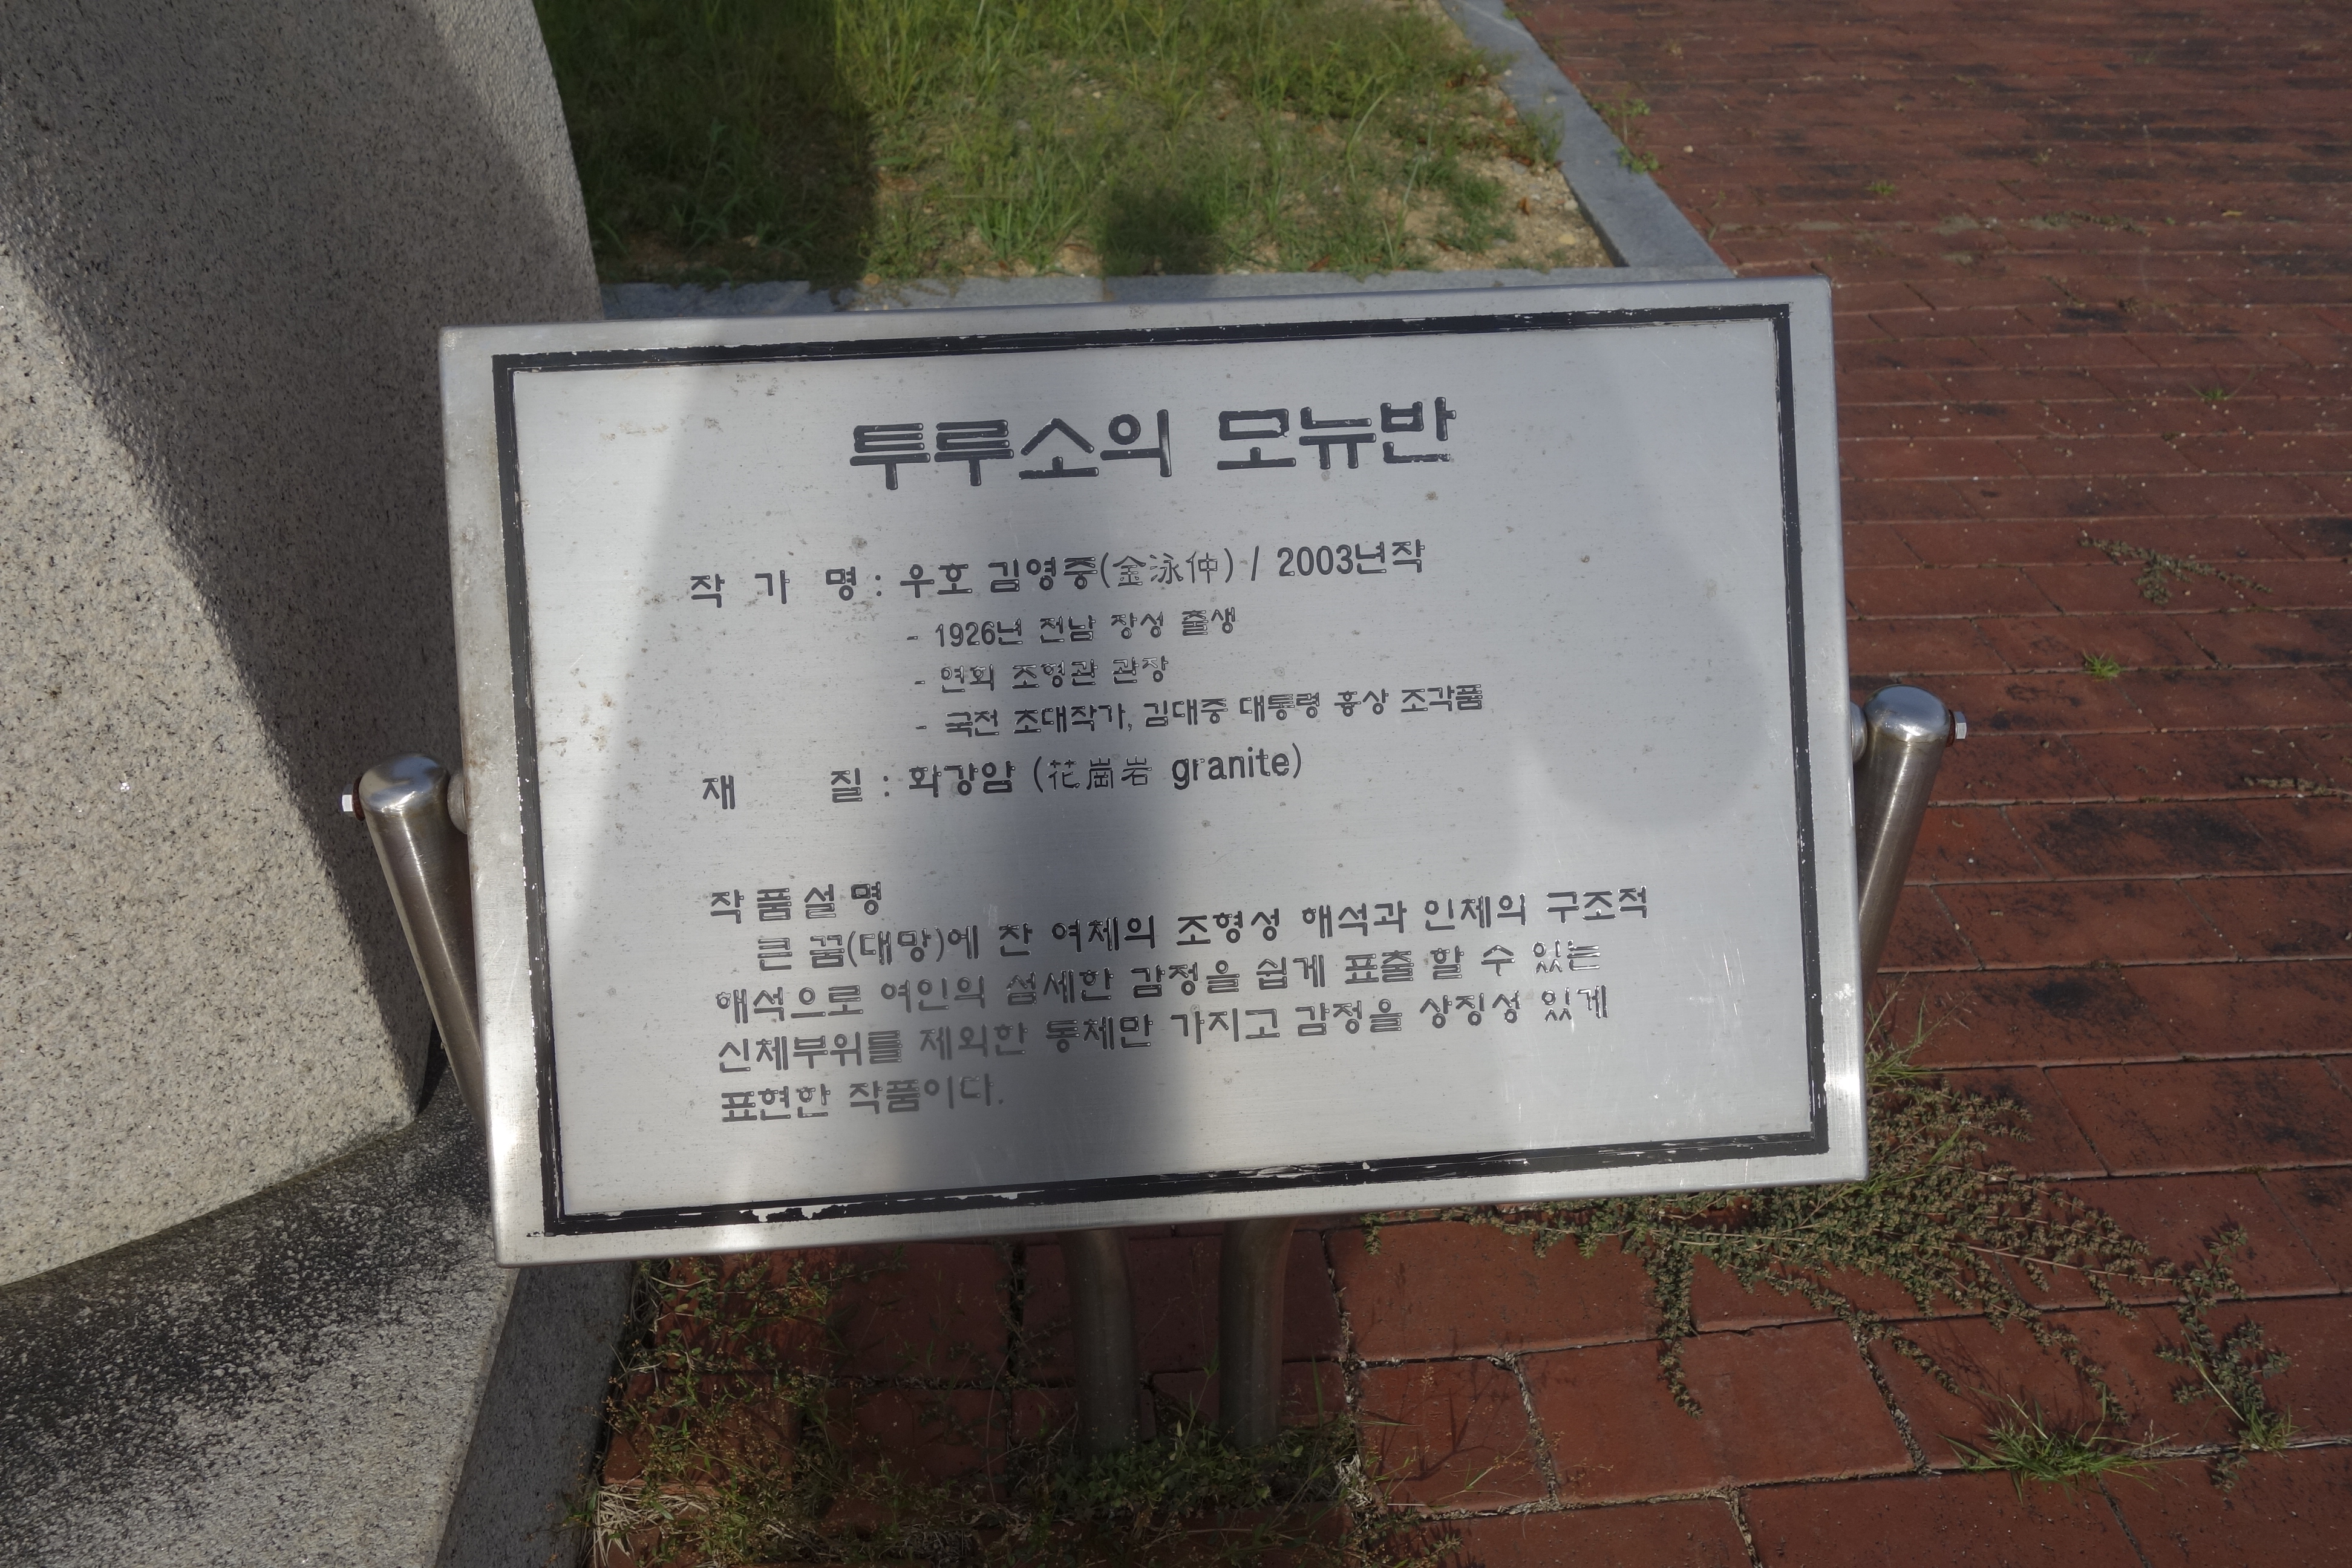 투루소의 모뉴반
작 가 명 : 우호 김영중(金泳仲) / 2003년작
- 1926년 전남 장성 출생
- 연희 조형관 관장
- 국전 초대작가, 김대중 대통령 흉상 조각품
재 질 : 화강암 (花崗岩 granite)
작품설명
큰 꿈(대망)에 찬 여체의 조형성 해석과 인체의 구조적
해석으로 여인의 섬세한 감정을 쉽게 표출 할 수 있는
신체부위를 제외한 동체만 가지고 감정을 상징성 있게
표현한 작품이다.